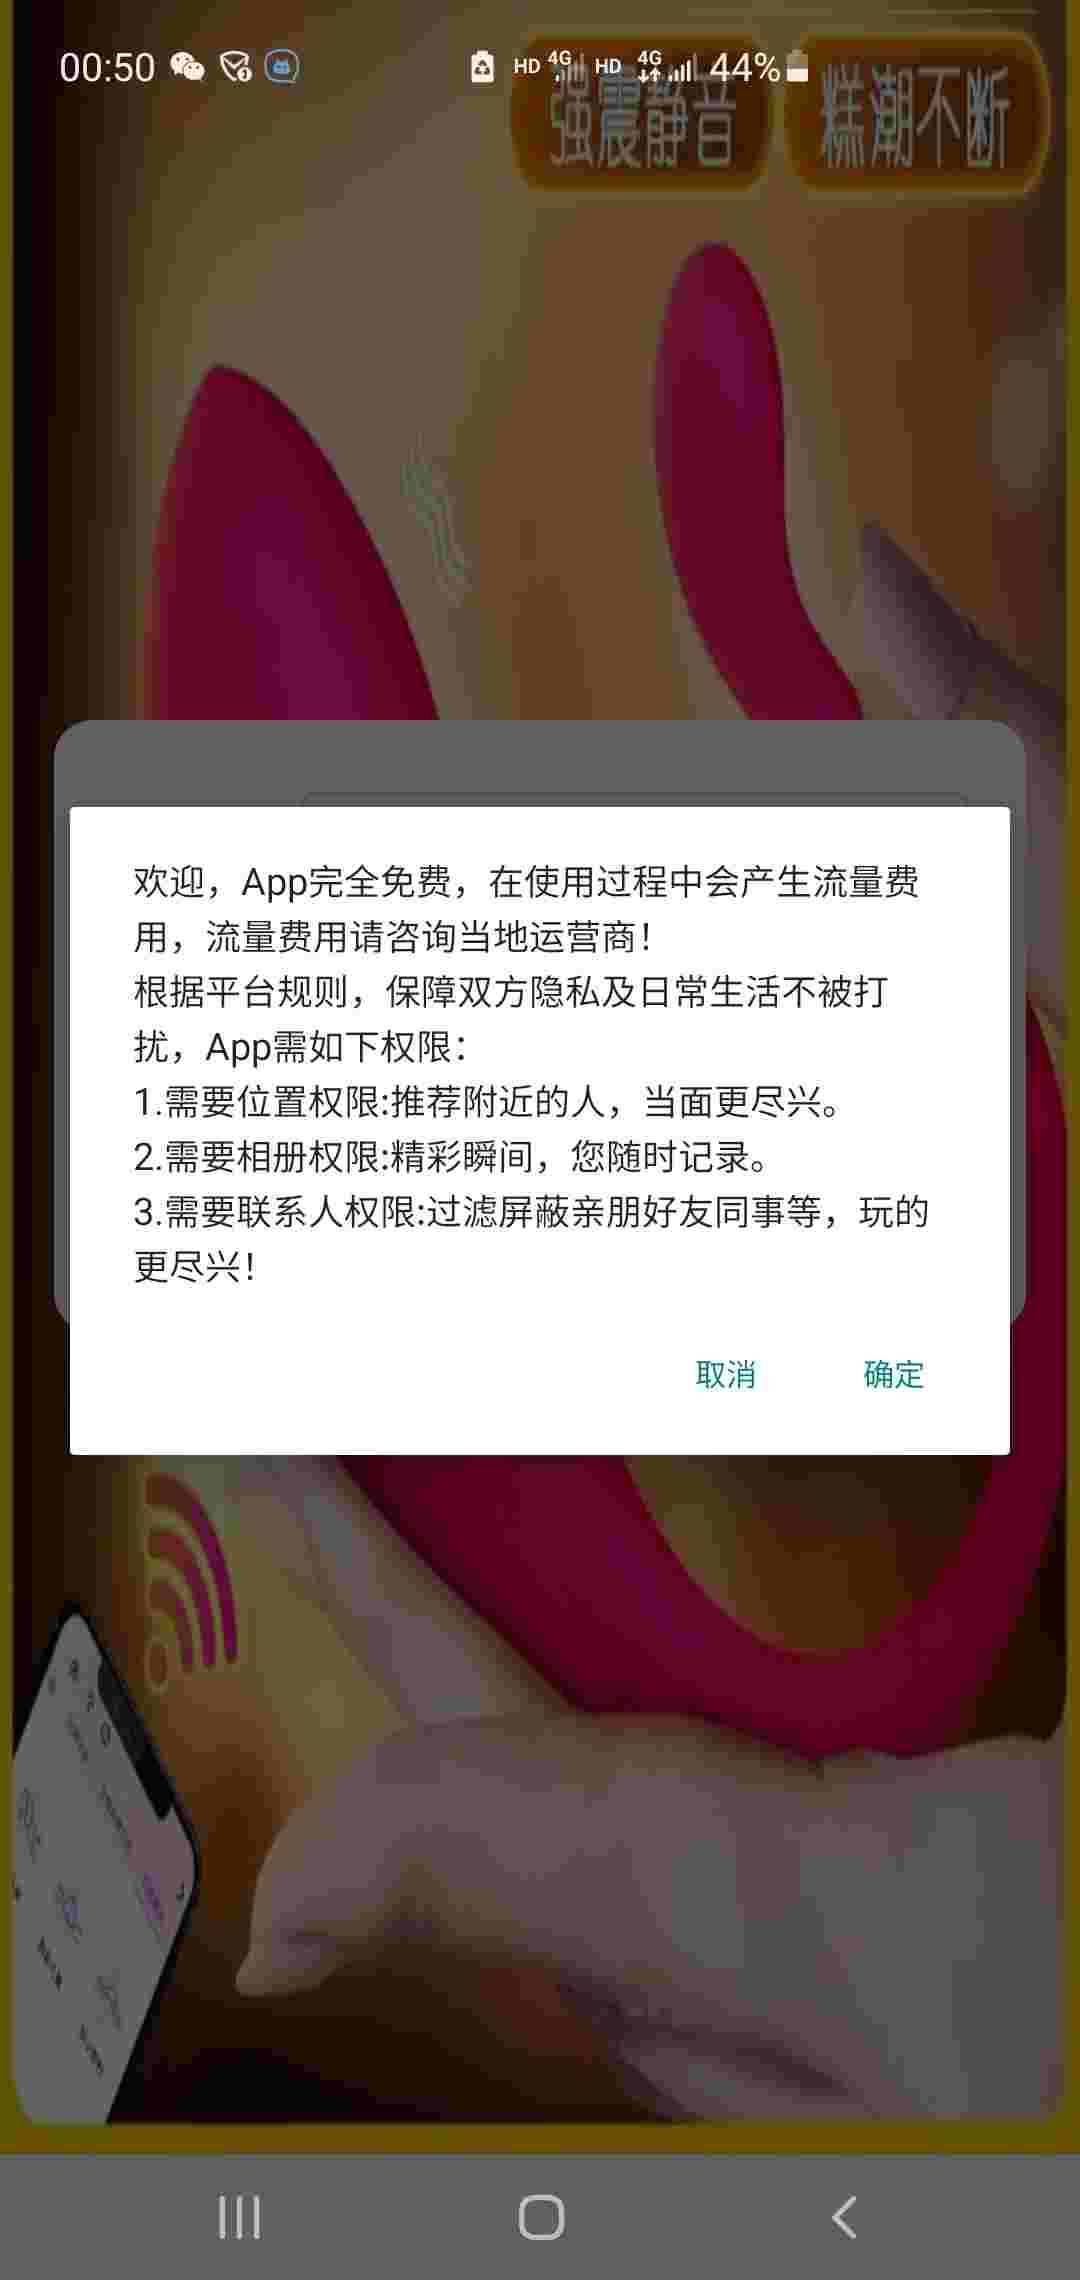 00:50
HD 4G HD 4G 44%
强震静音 糕潮不断
欢迎，App完全免费，在使用过程中会产生流量费
用，流量费用请咨询当地运营商！
根据平台规则，保障双方隐私及日常生活不被打
扰，App需如下权限：
1.需要位置权限:推荐附近的人，当面更尽兴。
2.需要相册权限:精彩瞬间，您随时记录。
3.需要联系人权限:过滤屏蔽亲朋好友同事等，玩的
更尽兴！
取消 确定